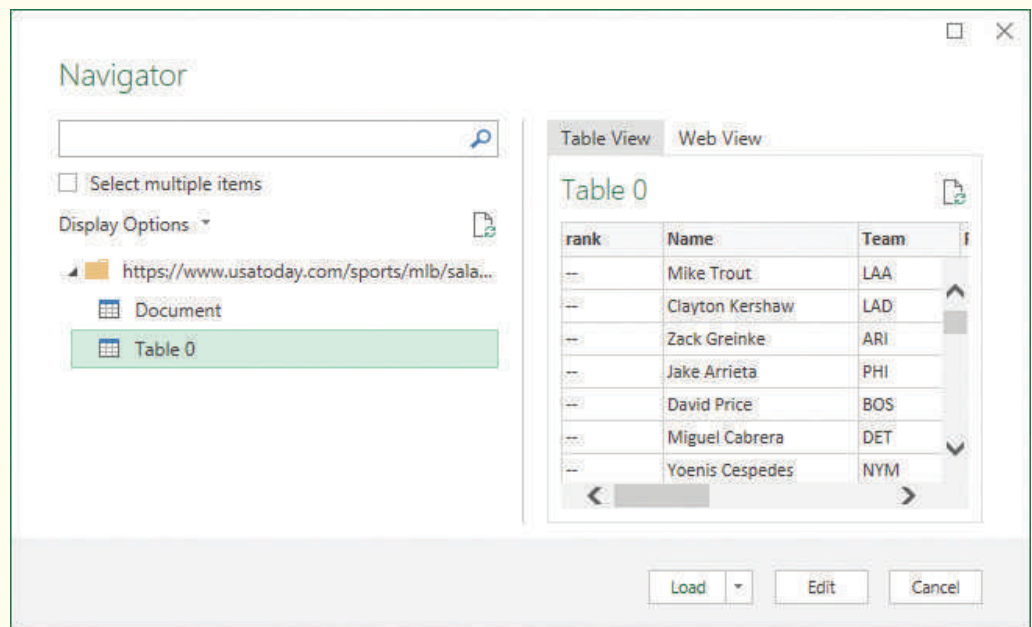 Navigator
Select multiple items
Display Options
https://www.usatoday.com/sports/mlb/sala...
Document
Table 0
Table View Web View
Table 0
rank Name Team
-- Mike Trout LAA
-- Clayton Kershaw LAD
-- Zack Greinke ARI
-- Jake Arrieta PHI
-- David Price BOS
-- Miguel Cabrera DET
-- Yoenis Cespedes NYM
Load Edit Cancel